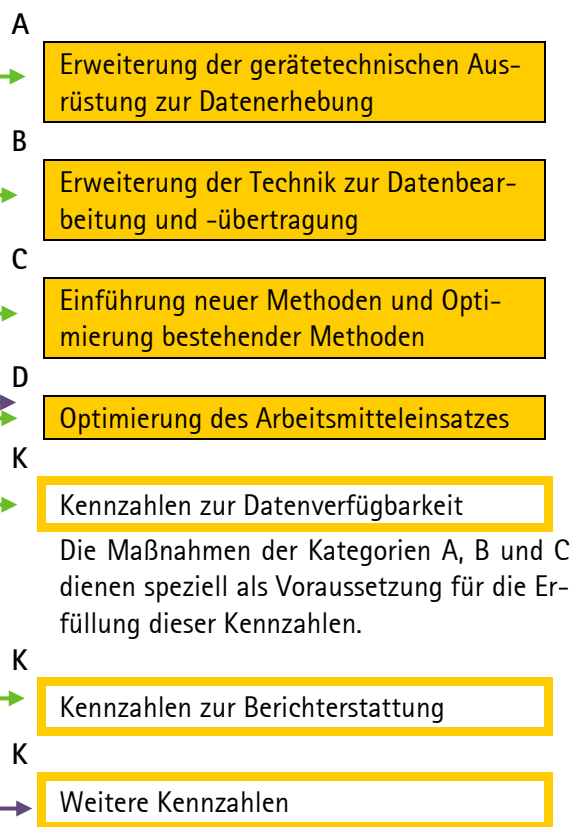 A
Erweiterung der gerätetechnischen Aus-
rüstung zur Datenerhebung
B
Erweiterung der Technik zur Datenbear-
beitung und -übertragung
C
Einführung neuer Methoden und Opti-
mierung bestehender Methoden
D
Optimierung des Arbeitsmitteleinsatzes
K
Kennzahlen zur Datenverfügbarkeit
Die Maßnahmen der Kategorien A, B und C
dienen speziell als Voraussetzung für die Er-
füllung dieser Kennzahlen.
K
Kennzahlen zur Berichterstattung
K
Weitere Kennzahlen